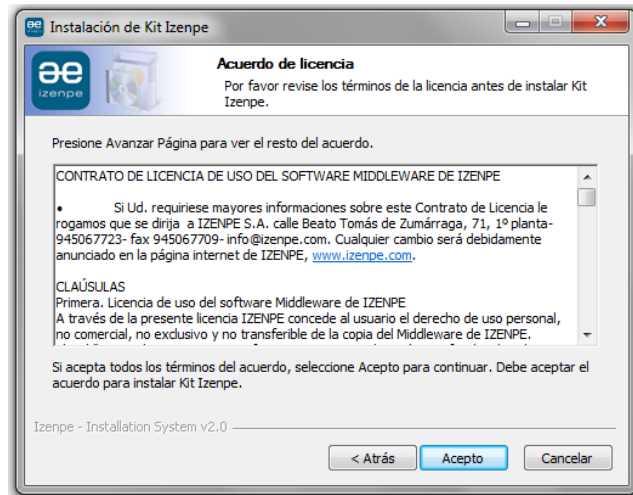 Instalación de Kit Izenpe
izenpe
Acuerdo de licencia
Por favor revise los términos de la licencia antes de instalar Kit
Izenpe.
Presione Avanzar Página para ver el resto del acuerdo.
CONTRATO DE LICENCIA DE USO DEL SOFTWARE MIDDLEWARE DE IZENPE
• Si Ud. requiriese mayores informaciones sobre este Contrato de Licencia le
rogamos que se dirija a IZENPE S.A. calle Beato Tomás de Zumárraga, 71, 1º planta-
945067723- fax 945067709- info@izenpe.com. Cualquier cambio será debidamente
anunciado en la página internet de IZENPE, www.izenpe.com.
CLAÚSULAS
Primera. Licencia de uso del software Middleware de IZENPE
A través de la presente licencia IZENPE concede al usuario el derecho de uso personal,
no comercial, no exclusivo y no transferible de la copia del Middleware de IZENPE.
Si acepta todos los términos del acuerdo, seleccione Acepto para continuar. Debe aceptar el
acuerdo para instalar Kit Izenpe.
Izenpe - Installation System v2.0
< Atrás
Acepto
Cancelar